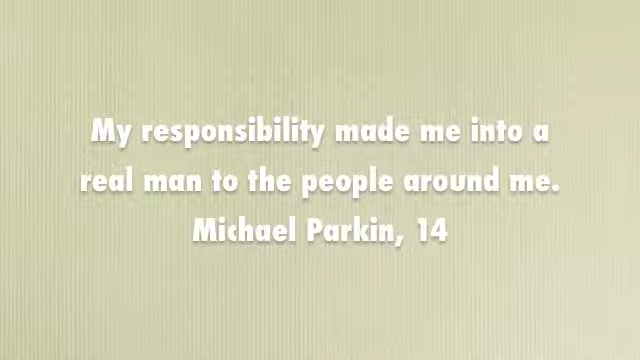 My responsibility made me into a
real man to the people around me.
Michael Parkin, 14